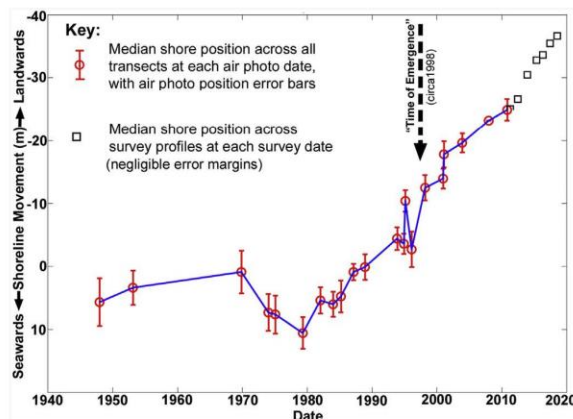 -40
-30
-20
-10
0
10
Seawards ◄─Shoreline Movement (m)─► Landwards
Key:
Median shore position across all
transects at each air photo date,
with air photo position error bars
Median shore position across
survey profiles at each survey date
(negligible error margins)
"Time of Emergence"
(circa1998)
1940 1950 1960 1970 1980 1990 2000 2010 2020
Date